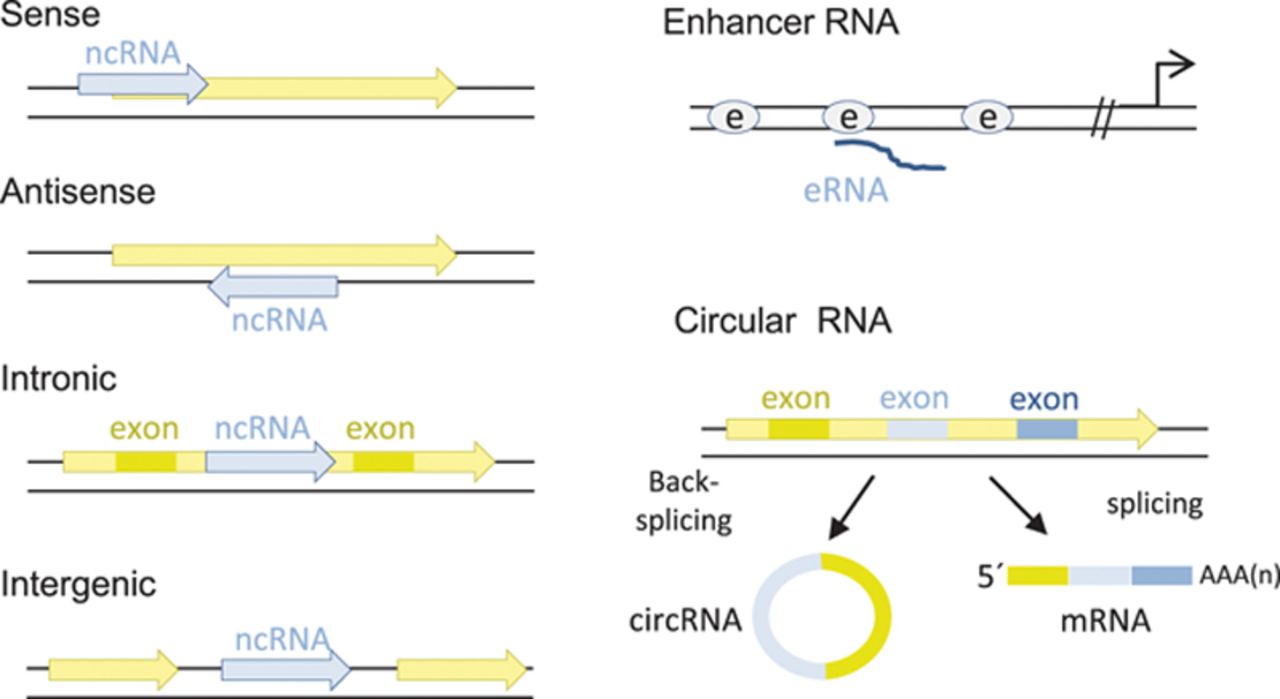 Sense
ncRNA
Antisense
ncRNA
Intronic
exon ncRNA exon
Intergenic
ncRNA
Enhancer RNA
e e e
eRNA
Circular RNA
exon exon exon
Back-
splicing
splicing
circRNA
5´ AAA(n)
mRNA